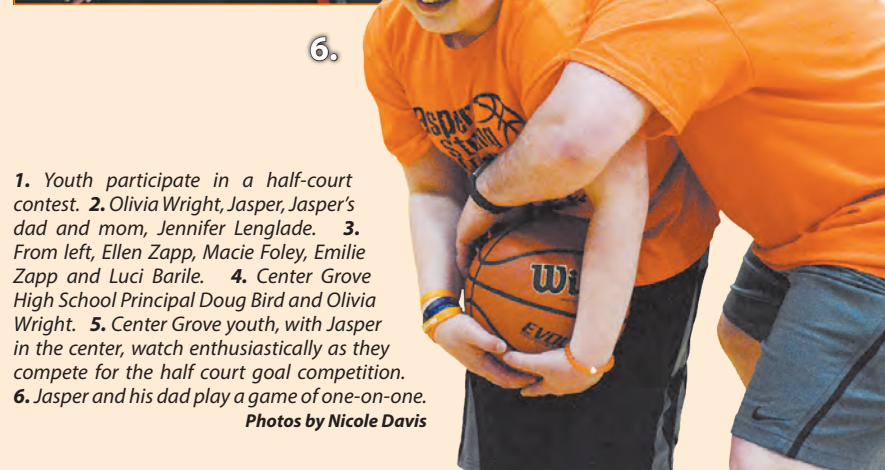 6.
1. Youth participate in a half-court
contest. 2. Olivia Wright, Jasper, Jasper's
dad and mom, Jennifer Lenglade. 3.
From left, Ellen Zapp, Macie Foley, Emilie
Zapp and Luci Barile. 4. Center Grove
High School Principal Doug Bird and Olivia
Wright. 5. Center Grove youth, with Jasper
in the center, watch enthusiastically as they
compete for the half court goal competition.
6. Jasper and his dad play a game of one-on-one.
Photos by Nicole Davis
Wi
EVO